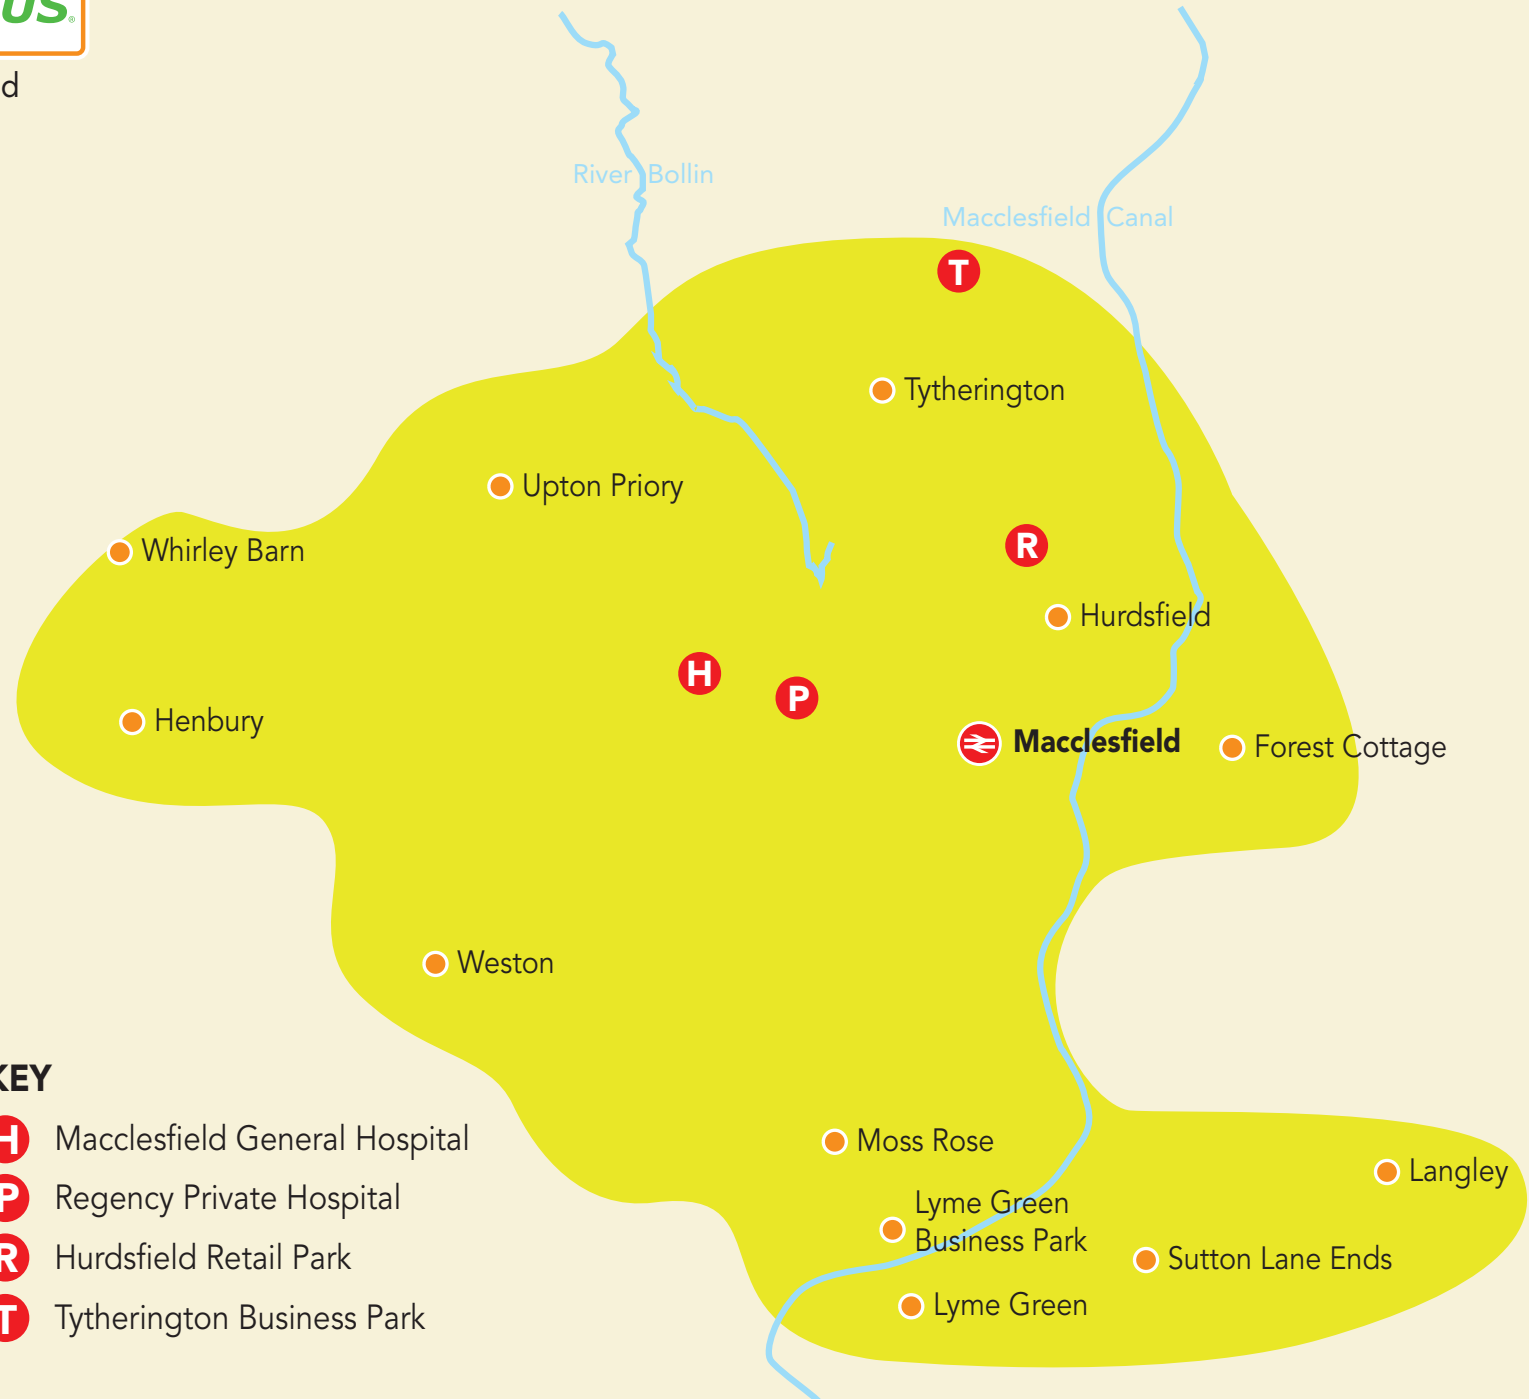 US
d
River Bollin
Macclesfield Canal
T
Tytherington
Upton Priory
Whirley Barn
R
Hurdsfield
H
P
Henbury
Macclesfield
Forest Cottage
Weston
KEY
H Macclesfield General Hospital
P Regency Private Hospital
R Hurdsfield Retail Park
T Tytherington Business Park
Moss Rose
Langley
Lyme Green
Business Park
Sutton Lane Ends
Lyme Green